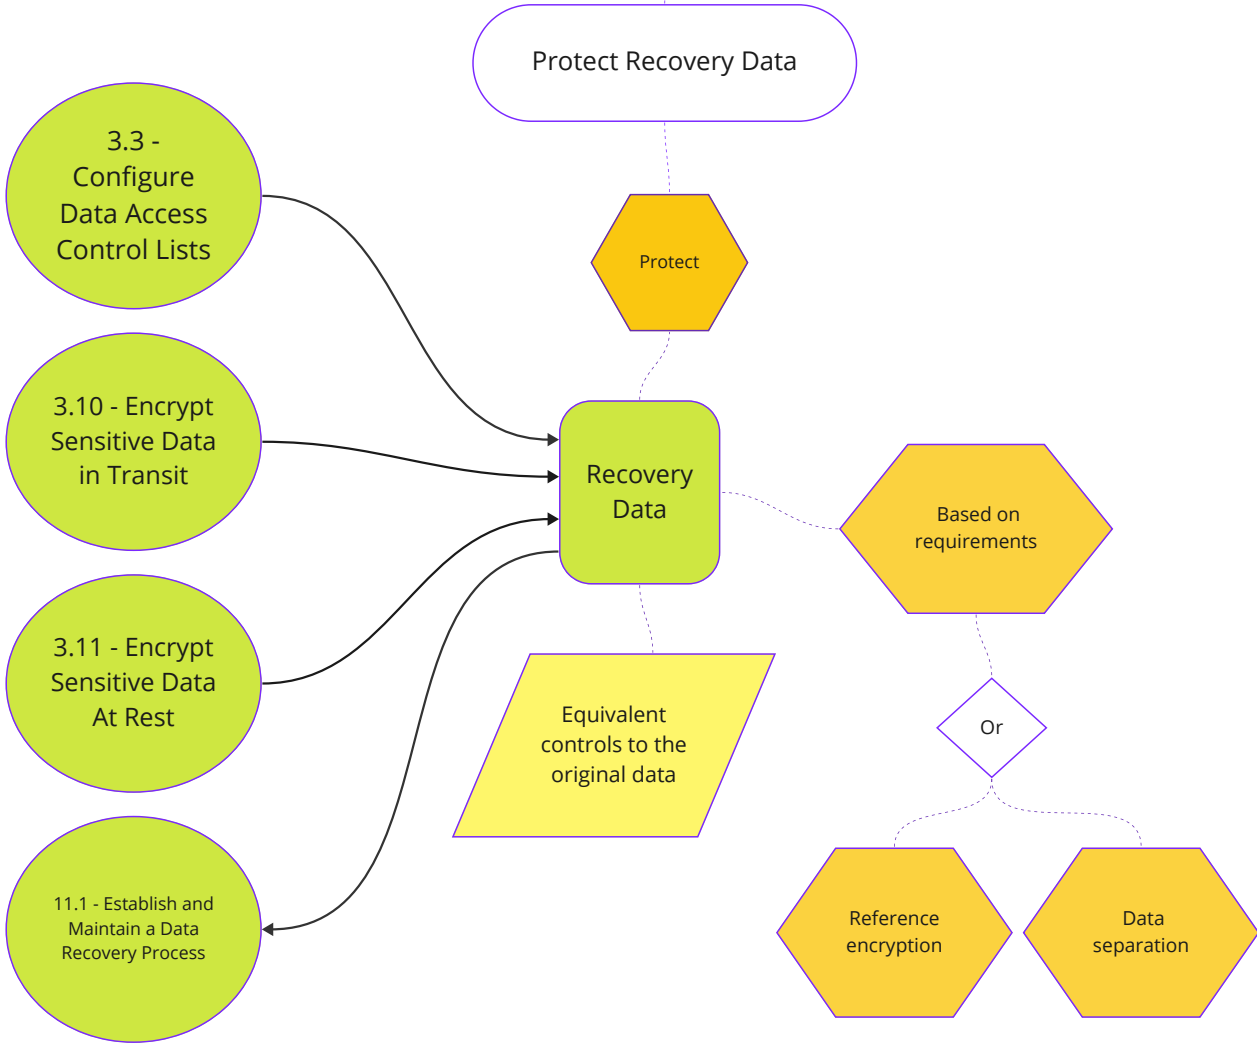 Protect Recovery Data
3.3 -
Configure
Data Access
Control Lists
Protect
3.10 - Encrypt
Sensitive Data
in Transit
Recovery
Data
Based on
requirements
3.11 - Encrypt
Sensitive Data
At Rest
Equivalent
controls to the
original data
Or
11.1 - Establish and
Maintain a Data
Recovery Process
Reference
encryption
Data
separation